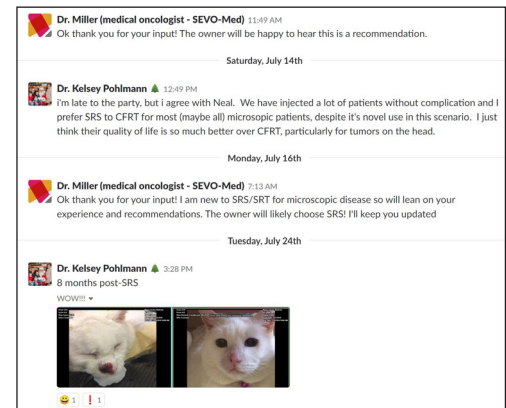 Dr. Miller (medical oncologist - SEVO-Med) 11:49 AM
Ok thank you for your input! The owner will be happy to hear this is a recommendation.
Saturday, July 14th
Dr. Kelsey Pohlmann 12:49 PM
i'm late to the party, but i agree with Neal. We have injected a lot of patients without complication and I
prefer SRS to CFRT for most (maybe all) microsopic patients, despite it's novel use in this scenario. I just
think their quality of life is so much better over CFRT, particularly for tumors on the head.
Monday, July 16th
Dr. Miller (medical oncologist - SEVO-Med) 7:13 AM
Ok thank you for your input! I am new to SRS/SRT for microscopic disease so will lean on your
experience and recommendations. The owner will likely choose SRS! I'll keep you updated
Tuesday, July 24th
Dr. Kelsey Pohlmann 3:28 PM
8 months post-SRS
WOW!!!
1 1